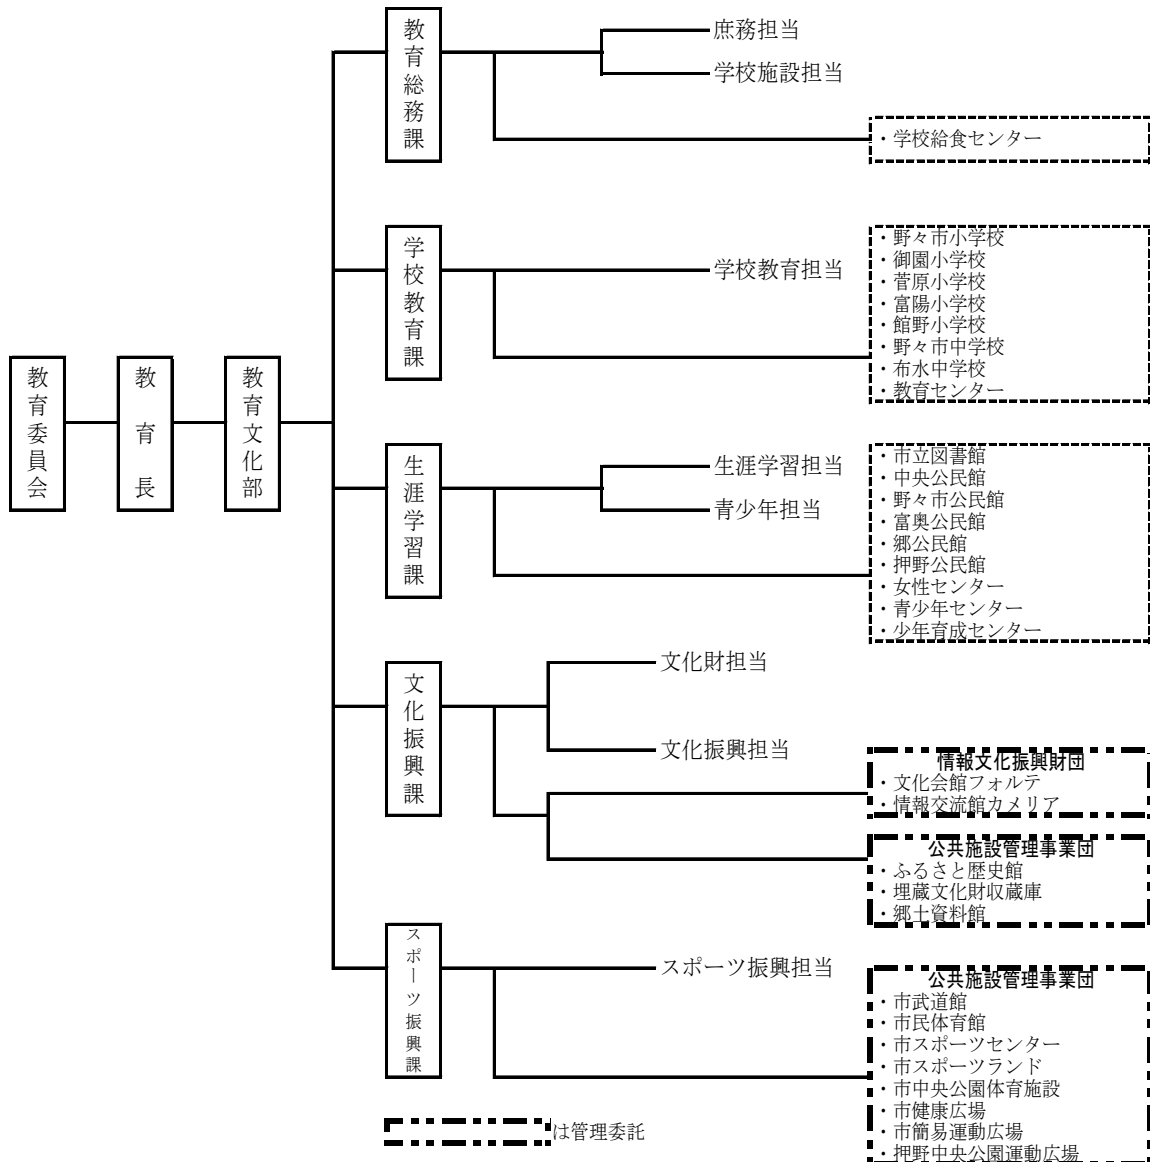 教育委員会
教育長
教育文化部
教育総務課
庶務担当
学校施設担当
・学校給食センター
学校教育課
学校教育担当
・野々市小学校
・御園小学校
・菅原小学校
・富陽小学校
・館野小学校
・野々市中学校
・布水中学校
・教育センター
生涯学習課
生涯学習担当
青少年担当
・市立図書館
・中央公民館
・野々市公民館
・富奥公民館
・郷公民館
・押野公民館
・女性センター
・青少年センター
・少年育成センター
文化振興課
文化財担当
文化振興担当
情報文化振興財団
・文化会館フォルテ
・情報交流館カメリア
公共施設管理事業団
・ふるさと歴史館
・埋蔵文化財収蔵庫
・郷土資料館
スポーツ振興課
スポーツ振興担当
公共施設管理事業団
・市武道館
・市民体育館
・市スポーツセンター
・市スポーツランド
・市中央公園体育施設
・市健康広場
・市簡易運動広場
・押野中央公園運動広場
は管理委託